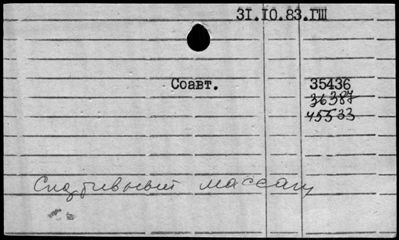 31.10.83.ГШ
Соавт. 35436
36387
45533
Спортивный массаж